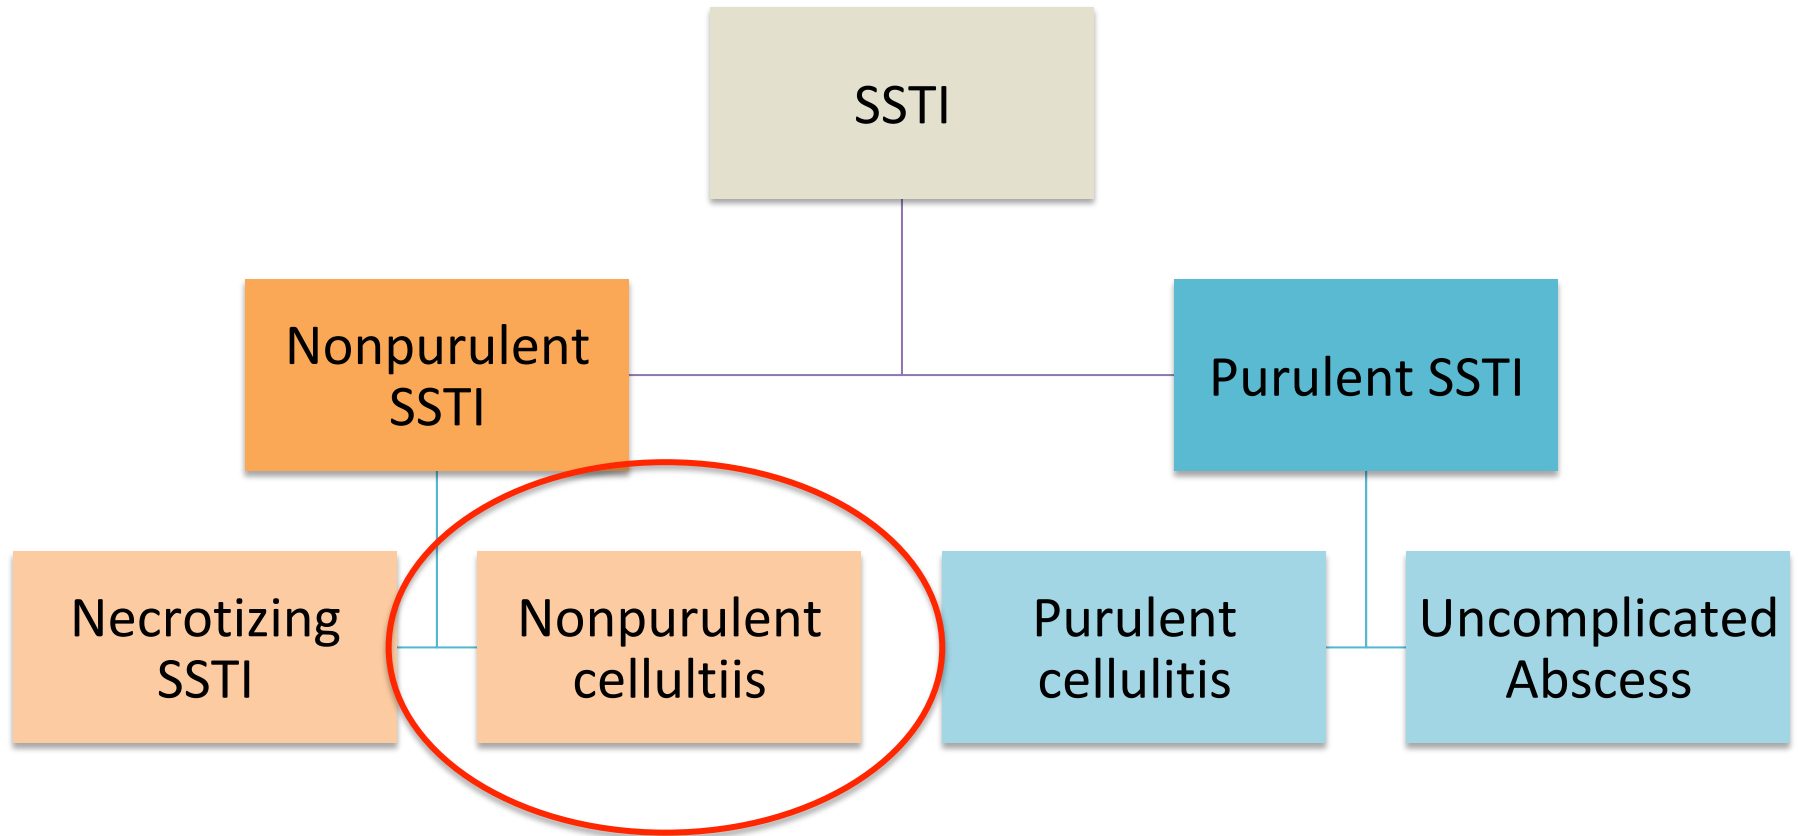 SSTI
Nonpurulent
SSTI
Purulent SSTI
Necrotizing
SSTI
Nonpurulent
cellultiis
Purulent
cellulitis
Uncomplicated
Abscess